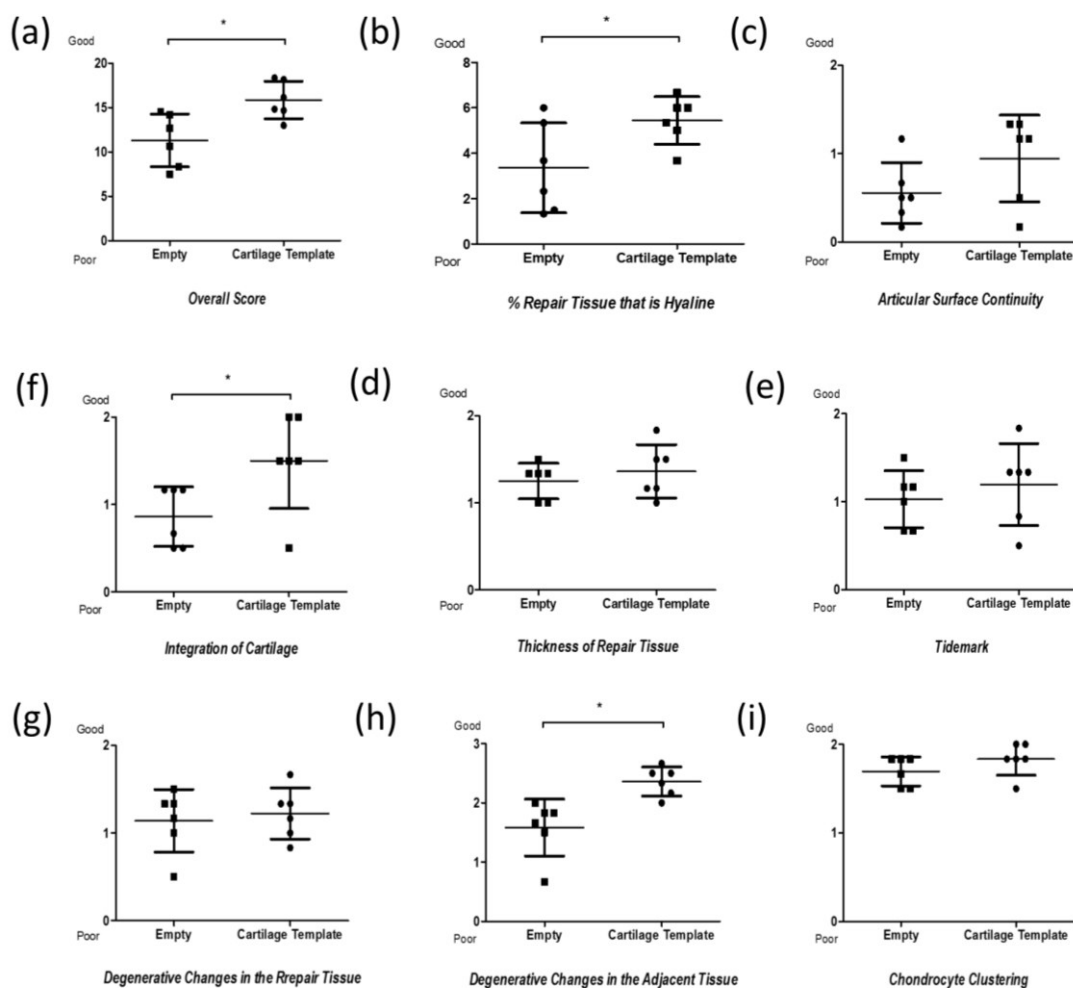 (a)
Good
*
20
15
10
5
0
Poor
Empty Cartilage Template
Overall Score
(b)
Good
*
8
6
4
2
0
Poor
Empty Cartilage Template
% Repair Tissue that is Hyaline
(c)
Good
2
1
0
Poor
Empty Cartilage Template
Articular Surface Continuity
(f)
Good
*
2
1
0
Poor
Empty Cartilage Template
Integration of Cartilage
(d)
Good
2
1
0
Poor
Empty Cartilage Template
Thickness of Repair Tissue
(e)
Good
2
1
0
Poor
Empty Cartilage Template
Tidemark
(g)
Good
2
1
0
Poor
Empty Cartilage Template
Degenerative Changes in the Rrepair Tissue
(h)
Good
*
3
2
1
0
Poor
Empty Cartilage Template
Degenerative Changes in the Adjacent Tissue
(i)
Good
2
1
0
Poor
Empty Cartilage Template
Chondrocyte Clustering